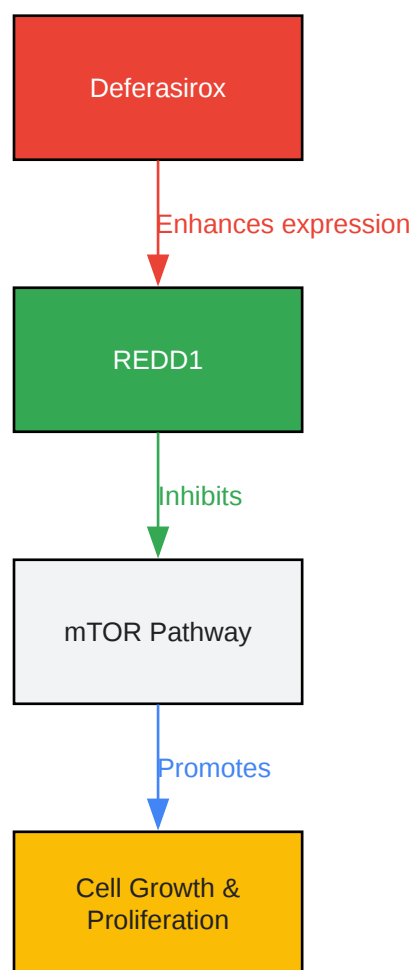 Deferasirox
Enhances expression
REDD1
Inhibits
mTOR Pathway
Promotes
Cell Growth &
Proliferation